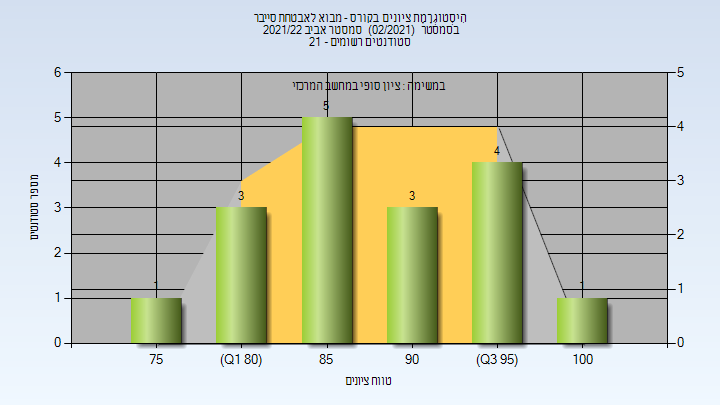 היסטוגרמת ציונים בקורס - מבוא לאבטחת סייבר
בסמסטר (02/2021) סמסטר אביב 2021/22
סטודנטים רשומים - 21
במשימה : ציון סופי במחשב המרכזי
מספר סטודנטים
6
5
4
3
2
1
0
5
4
3
2
1
0
1
3
5
3
4
1
75
(Q1 80)
85
90
(Q3 95)
100
טווח ציונים